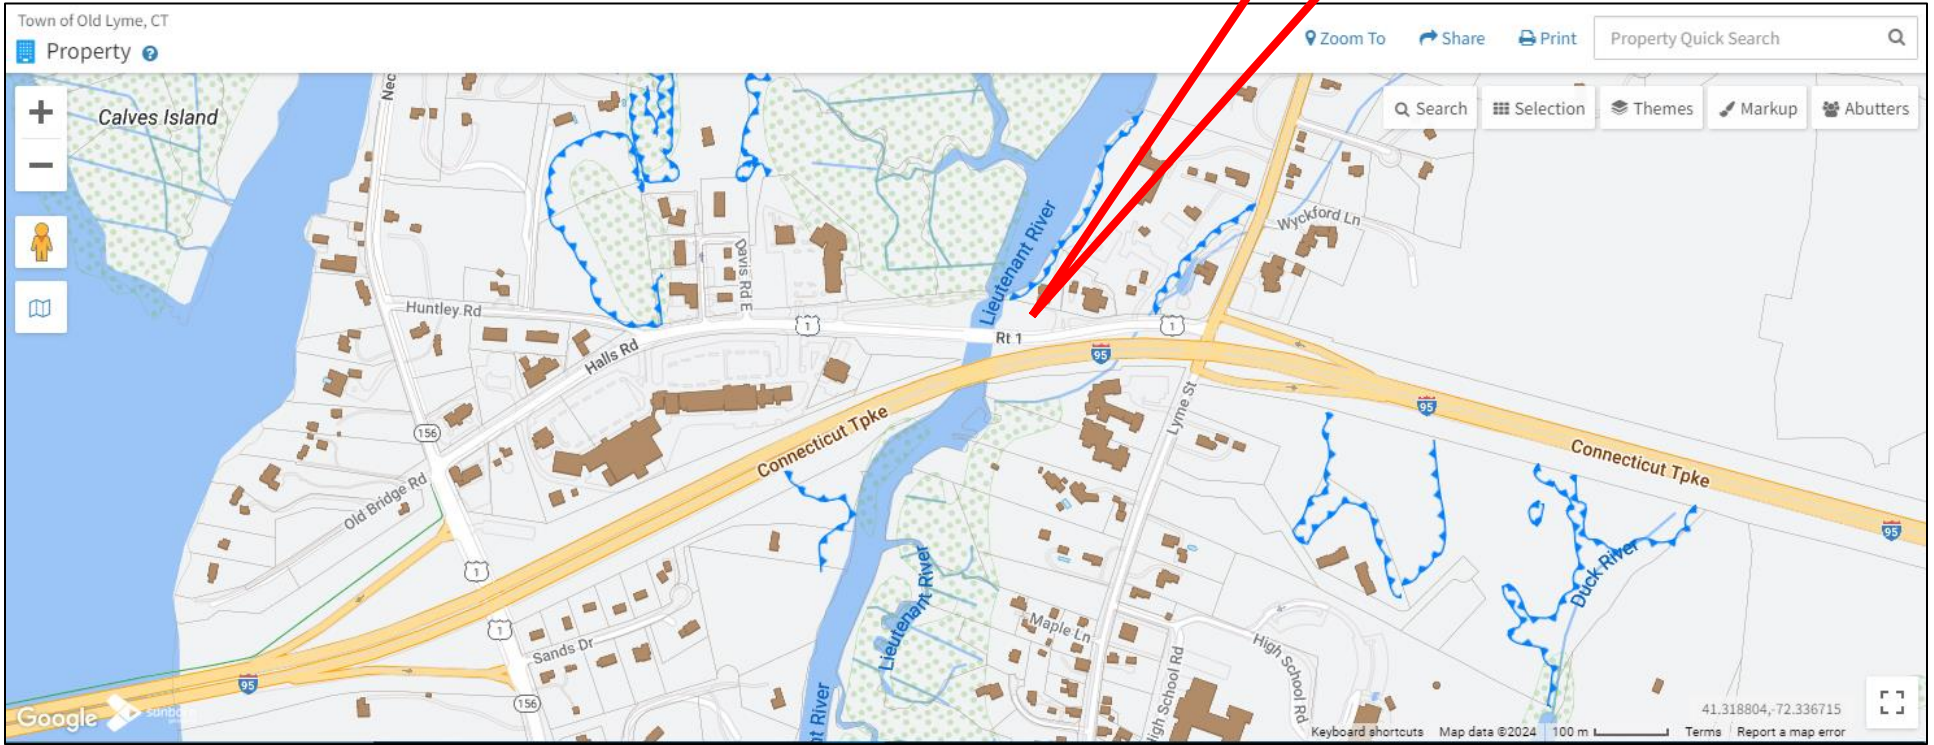 Town of Old Lyme, CT
Property
Zoom To
Share
Print
Property Quick Search
Search
Selection
Themes
Markup
Abutters
Calves Island
Nec
Lieutenant River
Wyckford Ln
Davis Rd E
Huntley Rd
1
Rt 1
1
Halls Rd
95
Lyme St
95
156
Connecticut Tpke
Connecticut Tpke
Old Bridge Rd
95
1
Lieutenant River
Duck River
1
Maple Ln
Sands Dr
High School Rd
High School Rd
95
156
nt River
Google
sanborn
41.318804,-72.336715
Keyboard shortcuts
Map data ©2024
100 m
Terms
Report a map error